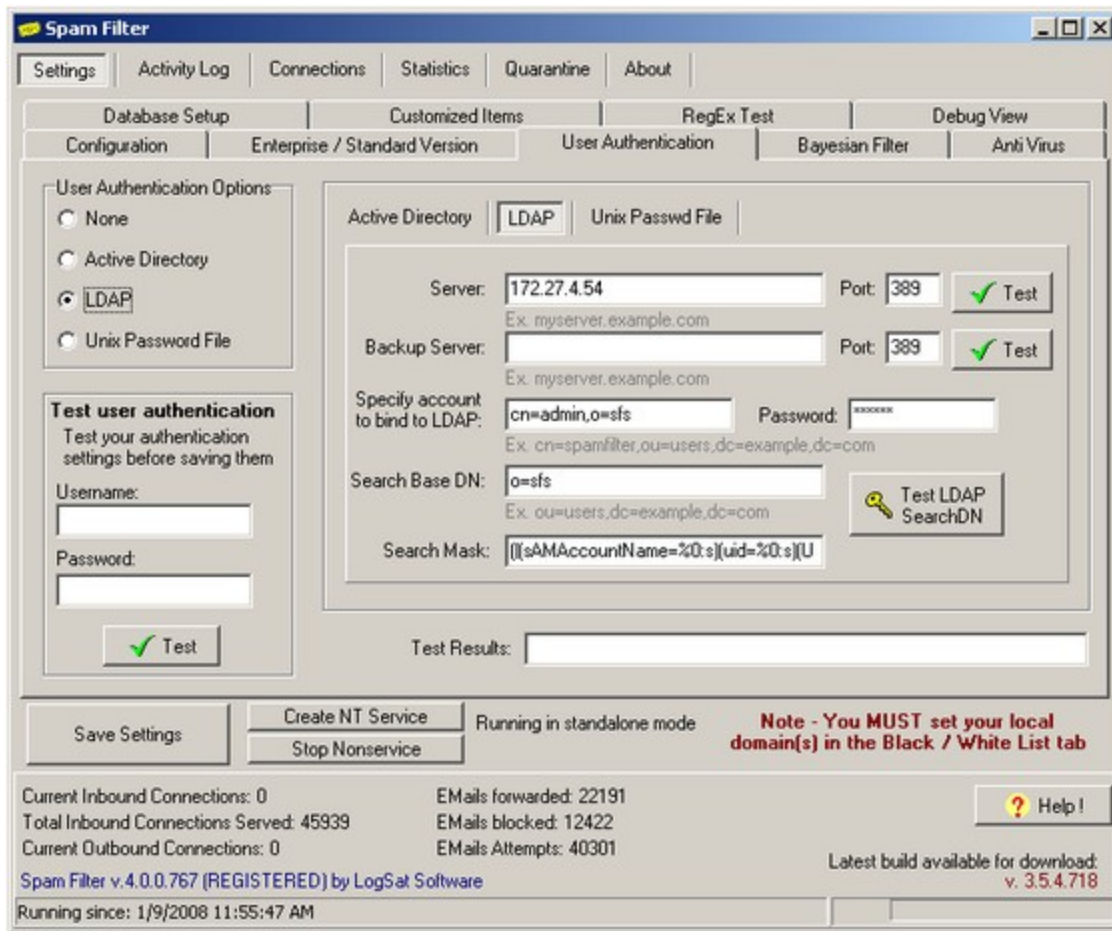 Spam Filter
Settings Activity Log Connections Statistics Quarantine About
Database Setup Customized Items RegEx Test Debug View
Configuration Enterprise / Standard Version User Authentication Bayesian Filter Anti Virus
User Authentication Options
None
Active Directory
LDAP
Unix Password File
Test user authentication
Test your authentication
settings before saving them
Username:
Password:
Test
Active Directory LDAP Unix Passwd File
Server: 172.27.4.54 Port: 389 Test
Ex. myserver.example.com
Backup Server: Port: 389 Test
Ex. myserver.example.com
Specify account
to bind to LDAP: cn=admin,o=sfs Password: ******
Ex. cn=spamfilter,ou=users,dc=example,dc=com
Search Base DN: o=sfs
Ex. ou=users,dc=example,dc=com
Test LDAP
SearchDN
Search Mask: (|(sAMAccountName=%0:s)(uid=%0:s)(U
Test Results:
Save Settings
Create NT Service
Stop Nonservice
Running in standalone mode
Note - You MUST set your local
domain(s) in the Black / White List tab
Current Inbound Connections: 0 EMails forwarded: 22191
Total Inbound Connections Served: 45939 EMails blocked: 12422
Current Outbound Connections: 0 EMails Attempts: 40301
Help !
Spam Filter v.4.0.0.767 (REGISTERED) by LogSat Software
Latest build available for download:
v. 3.5.4.718
Running since: 1/9/2008 11:55:47 AM